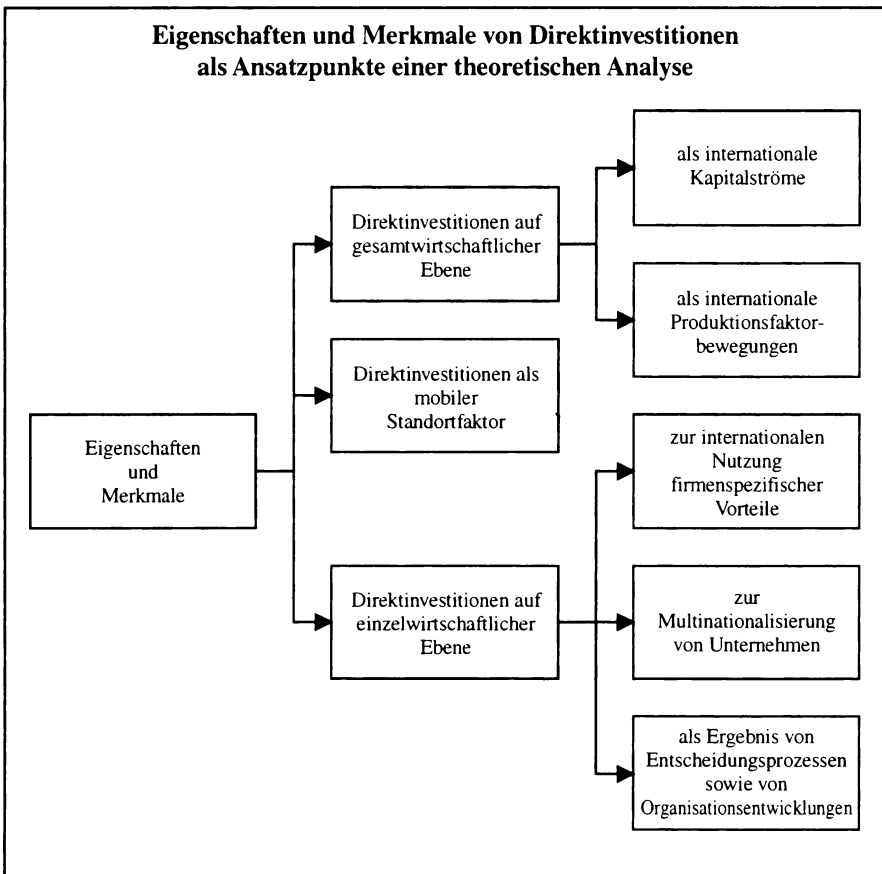 Eigenschaften und Merkmale von Direktinvestitionen
als Ansatzpunkte einer theoretischen Analyse
Eigenschaften
und
Merkmale
Direktinvestitionen auf
gesamtwirtschaftlicher
Ebene
als internationale
Kapitalströme
als internationale
Produktionsfaktor-
bewegungen
Direktinvestitionen als
mobiler
Standortfaktor
Direktinvestitionen auf
einzelwirtschaftlicher
Ebene
zur internationalen
Nutzung
firmenspezifischer
Vorteile
zur
Multinationalisierung
von Unternehmen
als Ergebnis von
Entscheidungsprozessen
sowie von
Organisationsentwicklungen